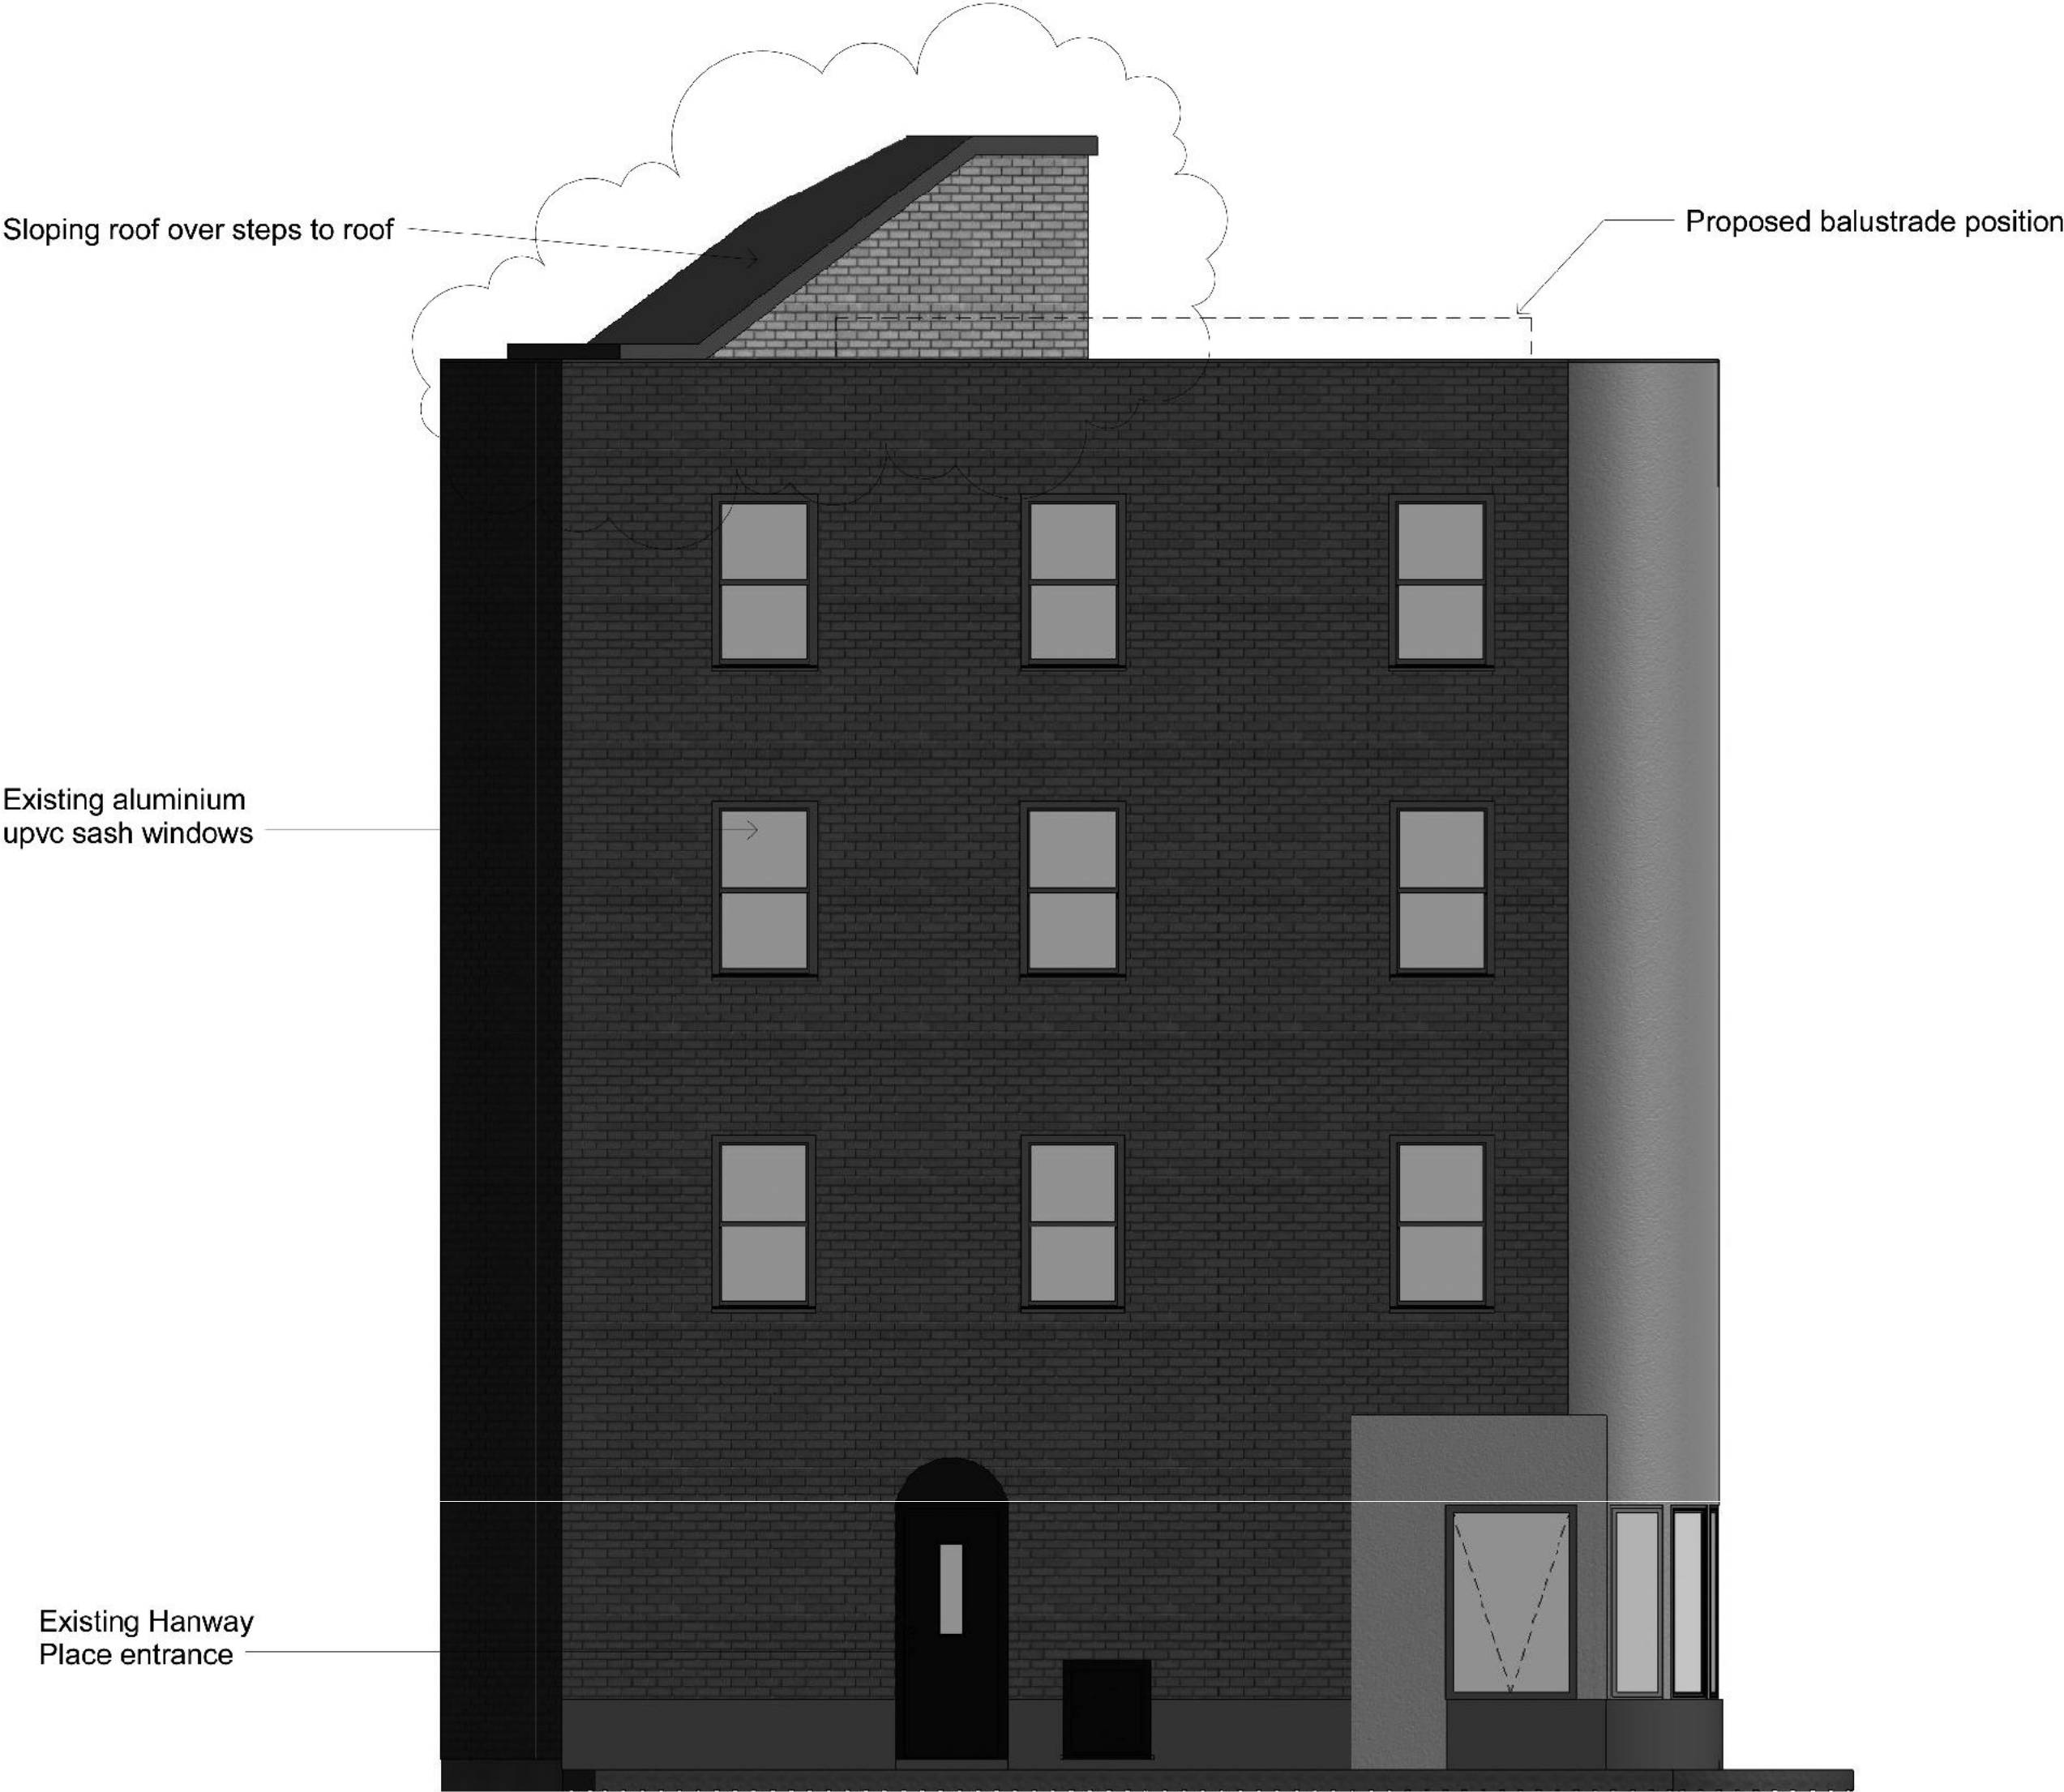 Sloping roof over steps to roof
Proposed balustrade position
Existing aluminium
upvc sash windows
Existing Hanway
Place entrance